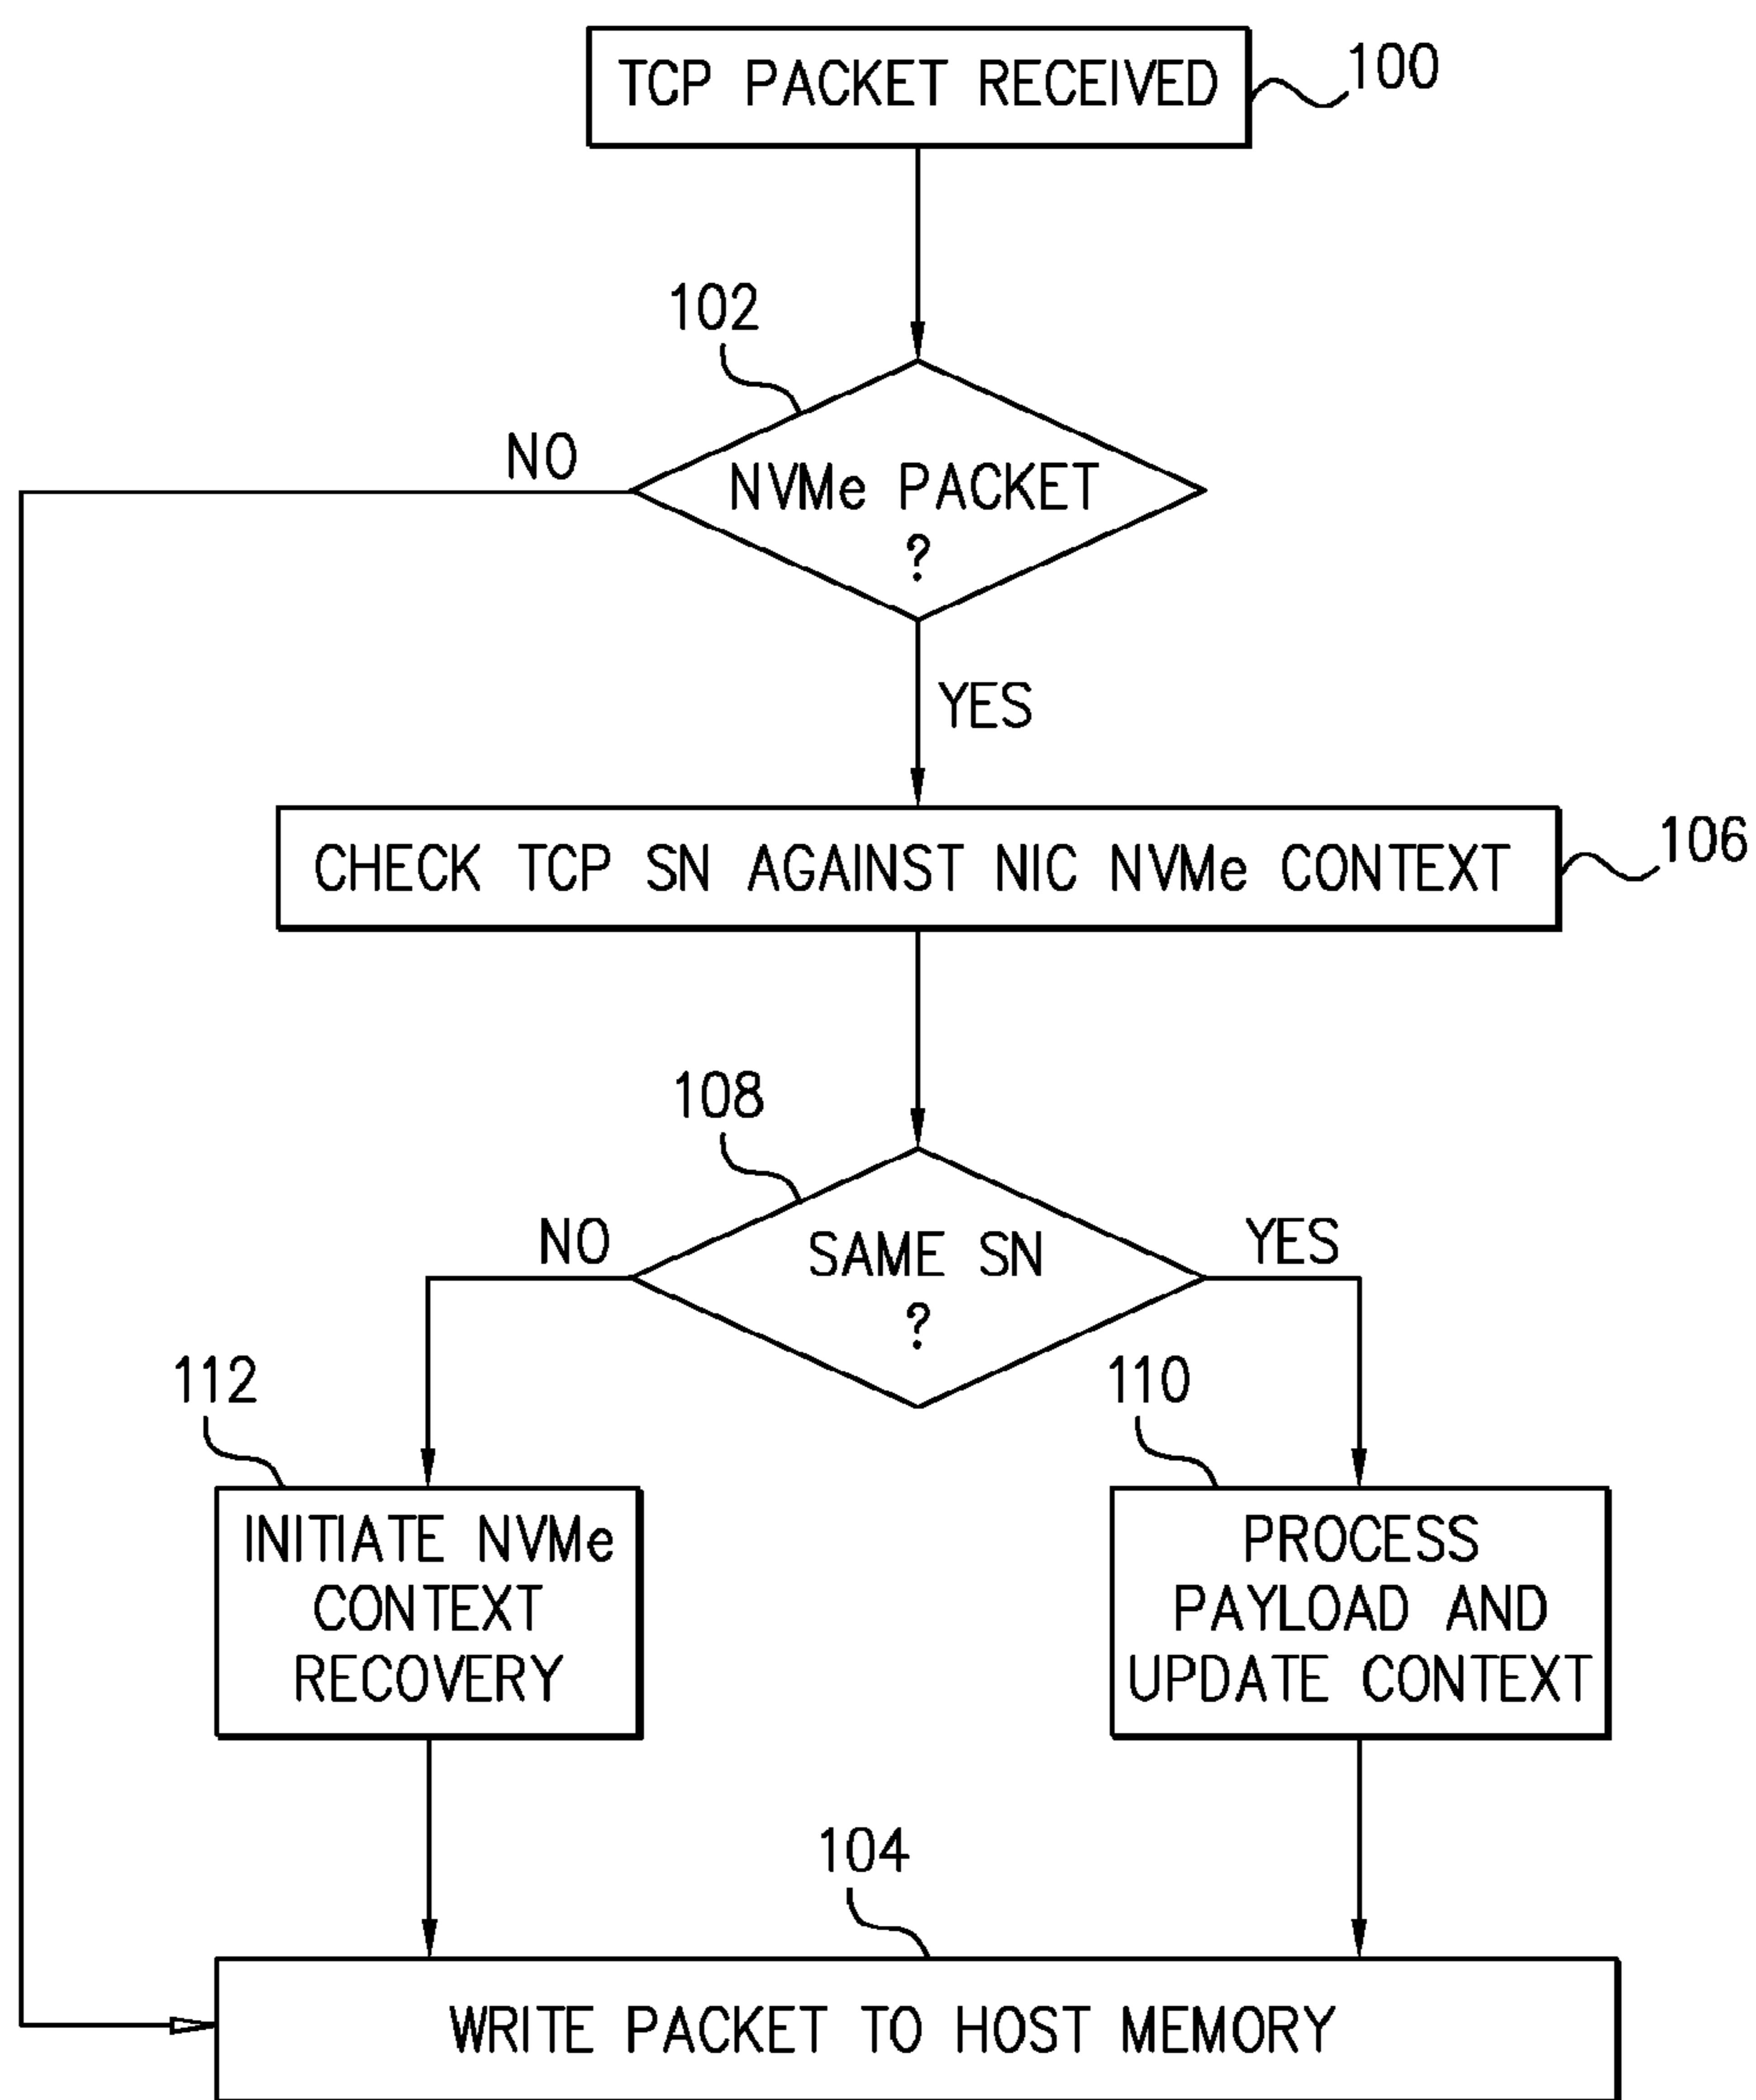 TCP PACKET RECEIVED
100
102
NO
NVMe PACKET
?
YES
CHECK TCP SN AGAINST NIC NVMe CONTEXT
106
108
NO
SAME SN
?
YES
112
110
INITIATE NVMe
CONTEXT
RECOVERY
PROCESS
PAYLOAD AND
UPDATE CONTEXT
104
WRITE PACKET TO HOST MEMORY